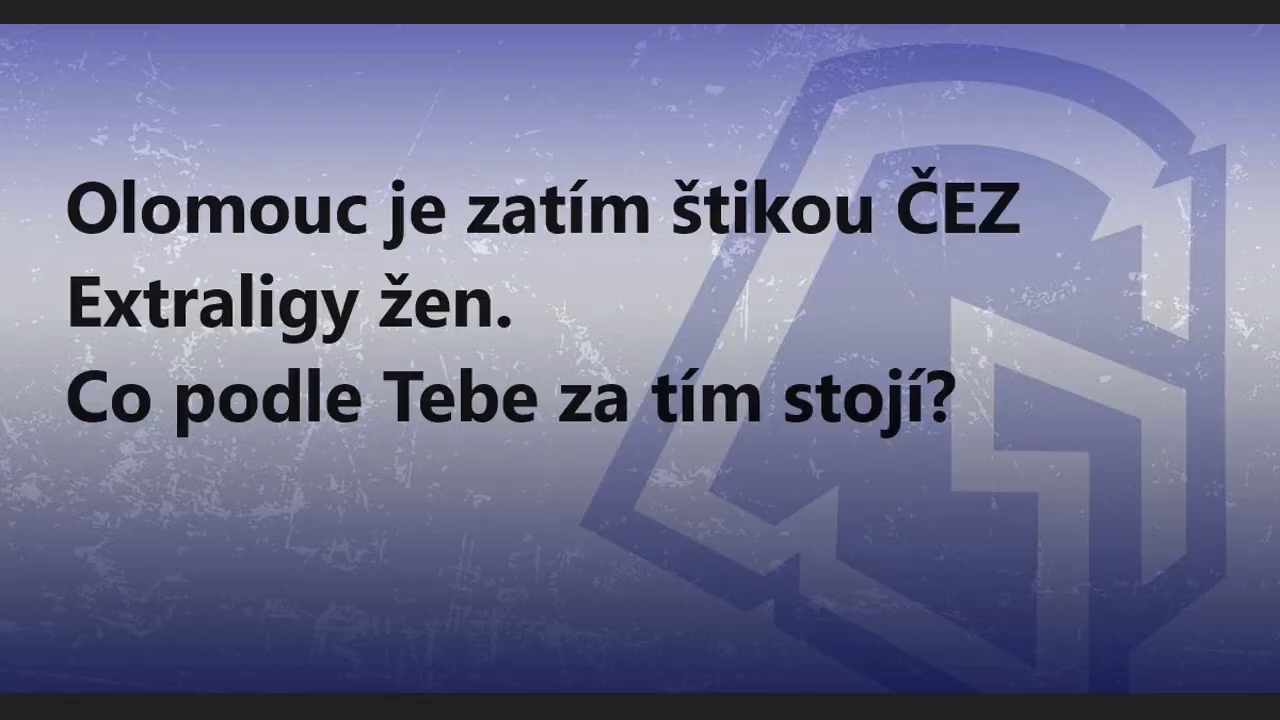 Olomouc je zatím štikou ČEZ
Extraligy žen.
Co podle Tebe za tím stojí?